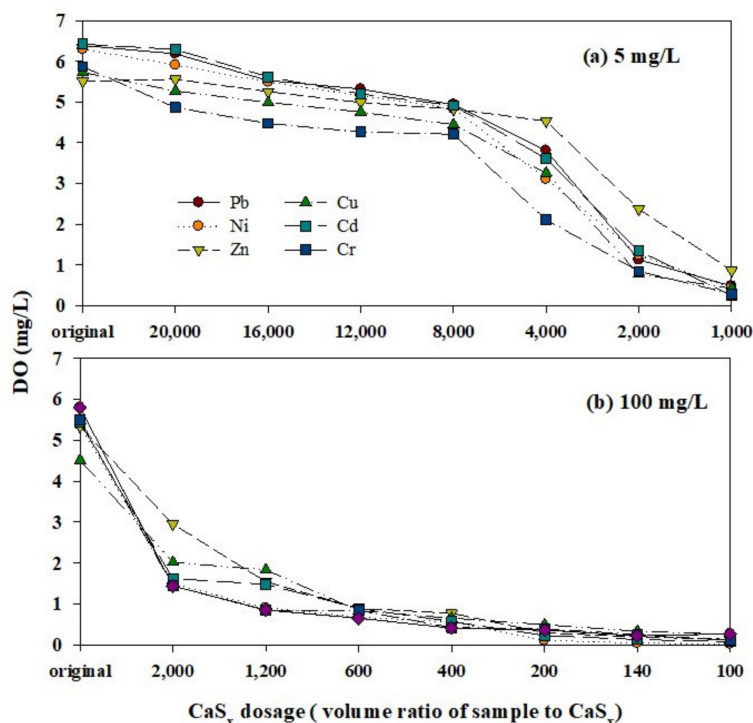 7
6
5
4
3
2
1
0
(a) 5 mg/L
Pb Cu
Ni Cd
Zn Cr
original 20,000 16,000 12,000 8,000 4,000 2,000 1,000
DO (mg/L)
7
6
5
4
3
2
1
0
(b) 100 mg/L
original 2,000 1,200 600 400 200 140 100
CaSx dosage ( volume ratio of sample to CaSx)